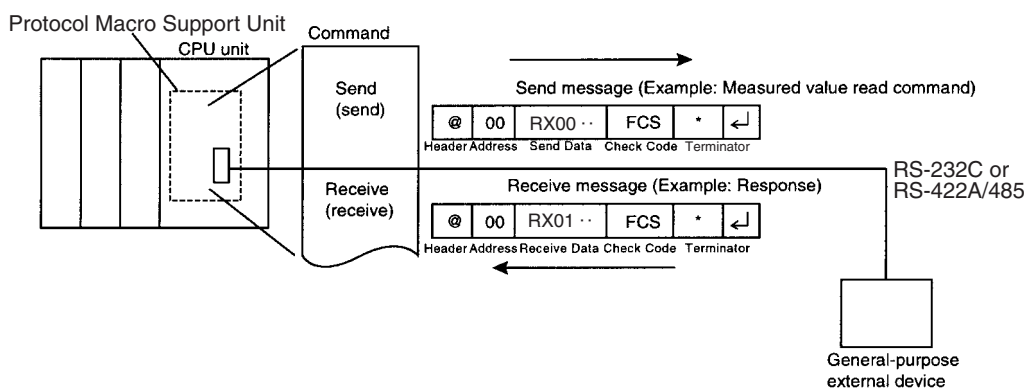 Protocol Macro Support Unit
CPU unit
Command
Send
(send)
Send message (Example: Measured value read command)
@ 00 RX00 ·· FCS * ↵
Header Address Send Data Check Code Terminator
RS-232C or
RS-422A/485
Receive
(receive)
Receive message (Example: Response)
@ 00 RX01 ·· FCS * ↵
Header Address Receive Data Check Code Terminator
General-purpose
external device